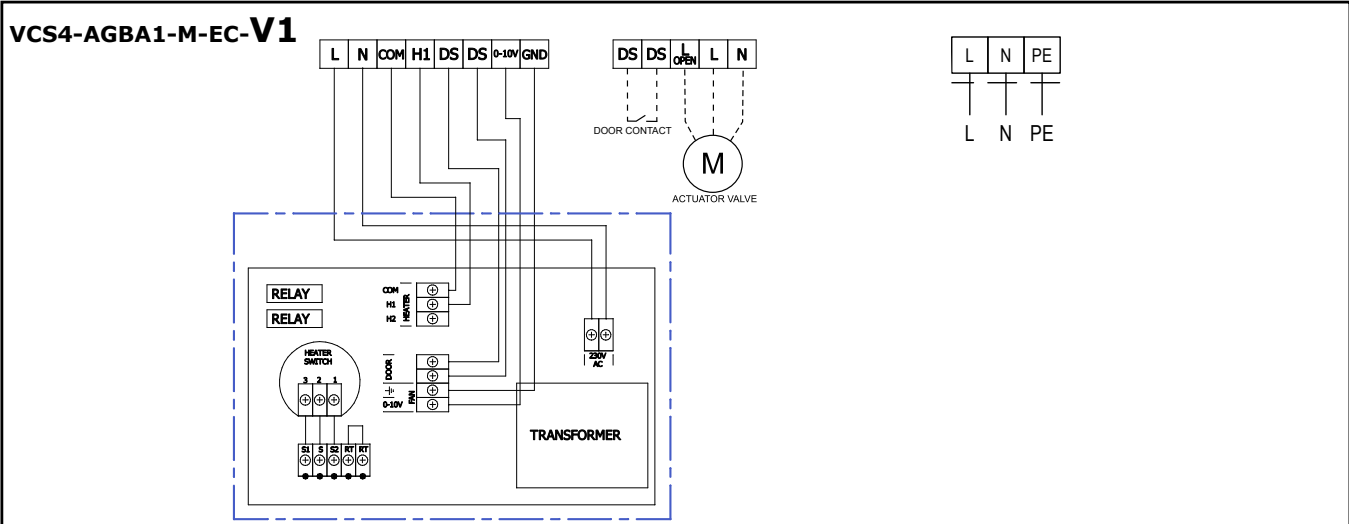 VCS4-AGBA1-M-EC-V1
L N COM H1 DS DS 0-10V GND
DS DS L OPEN L N
L N PE
DOOR CONTACT
L N PE
M
ACTUATOR VALVE
RELAY
RELAY
COM
H1
H2
HEATER
HEATER
SWITCH
3 2 1
DOOR
FAN
0-10V
230V
AC
TRANSFORMER
S1 S S2 RT RT